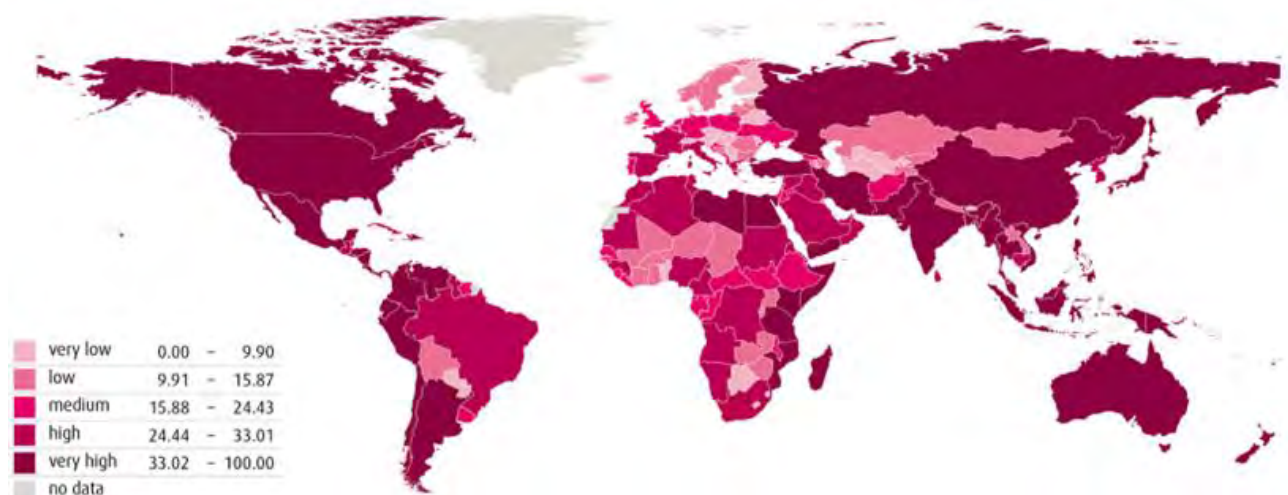 very low 0.00 – 9.90
low 9.91 – 15.87
medium 15.88 – 24.43
high 24.44 – 33.01
very high 33.02 – 100.00
no data